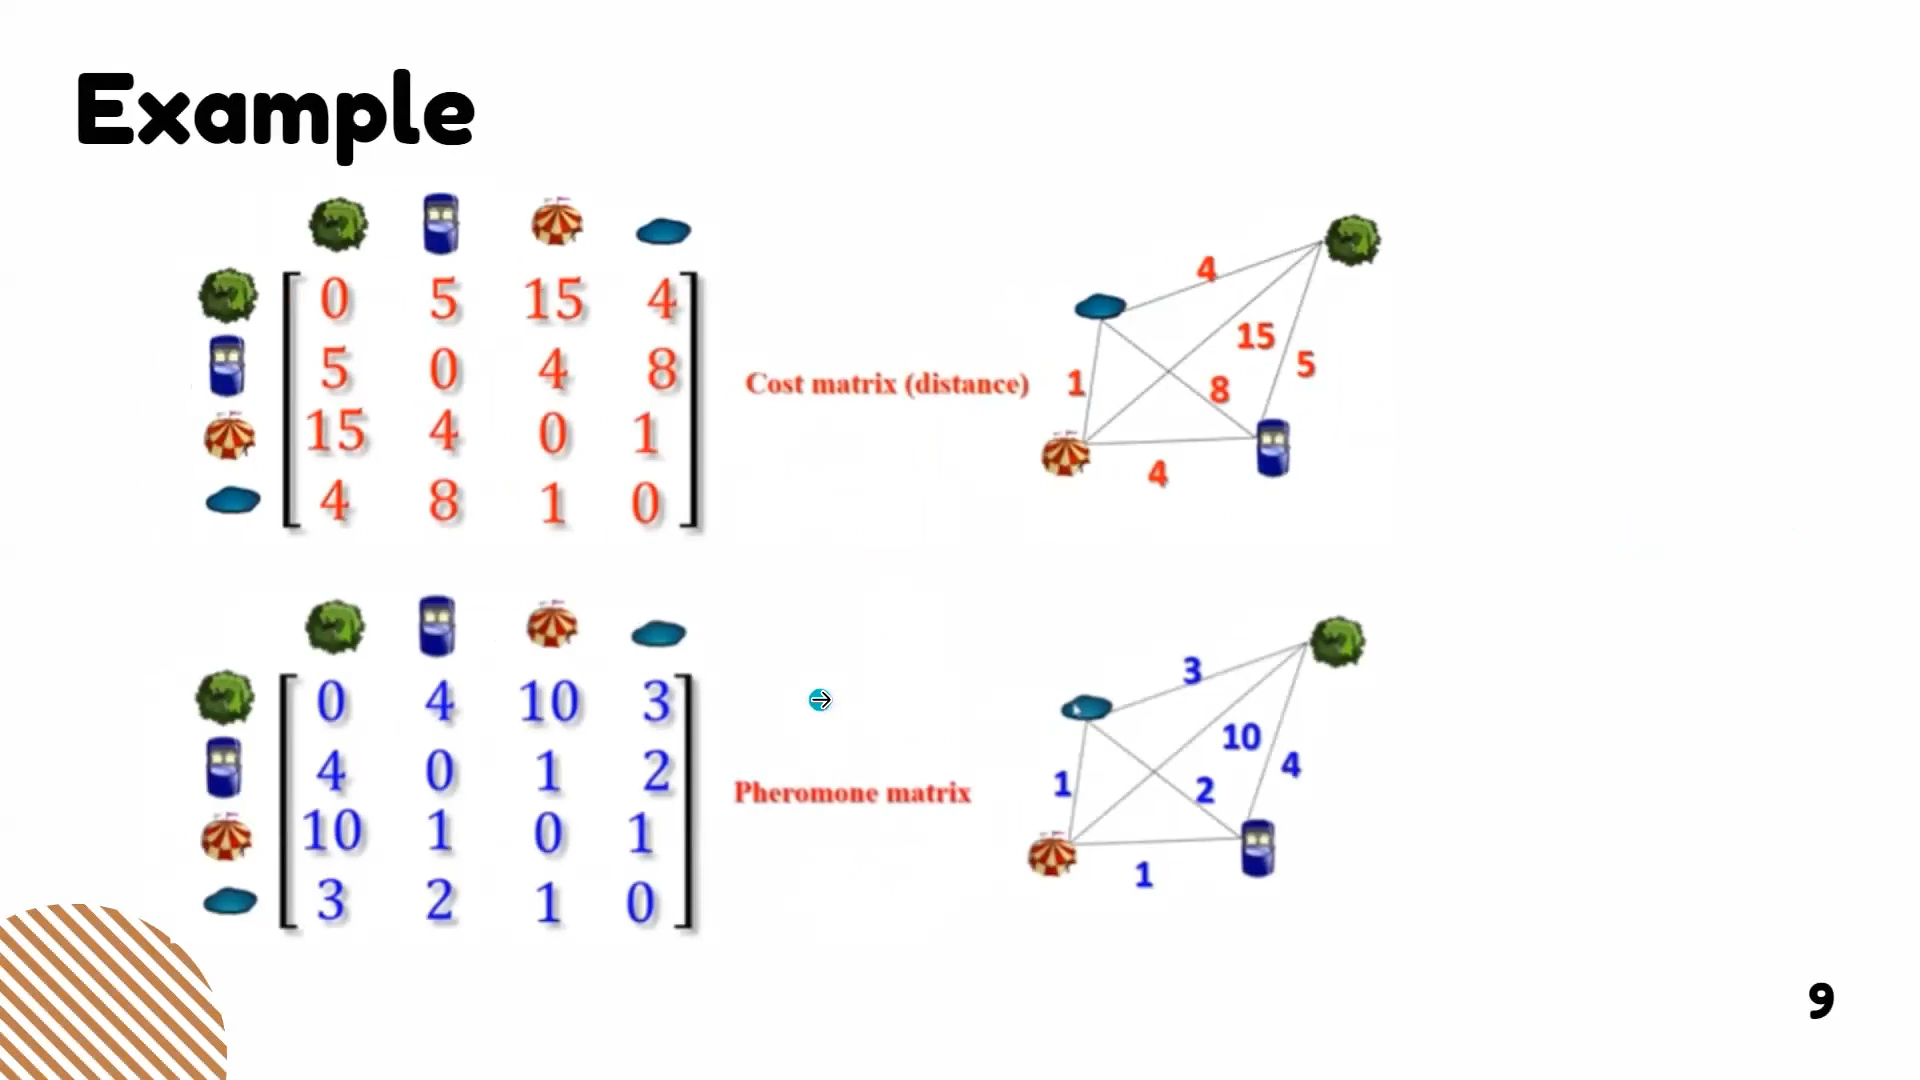 Example
0 5 15 4
5 0 4 8
15 4 0 1
4 8 1 0
Cost matrix (distance)
4
15
5
1
8
4
0 4 10 3
4 0 1 2
10 1 0 1
3 2 1 0
Pheromone matrix
3
10
4
1
2
1
9